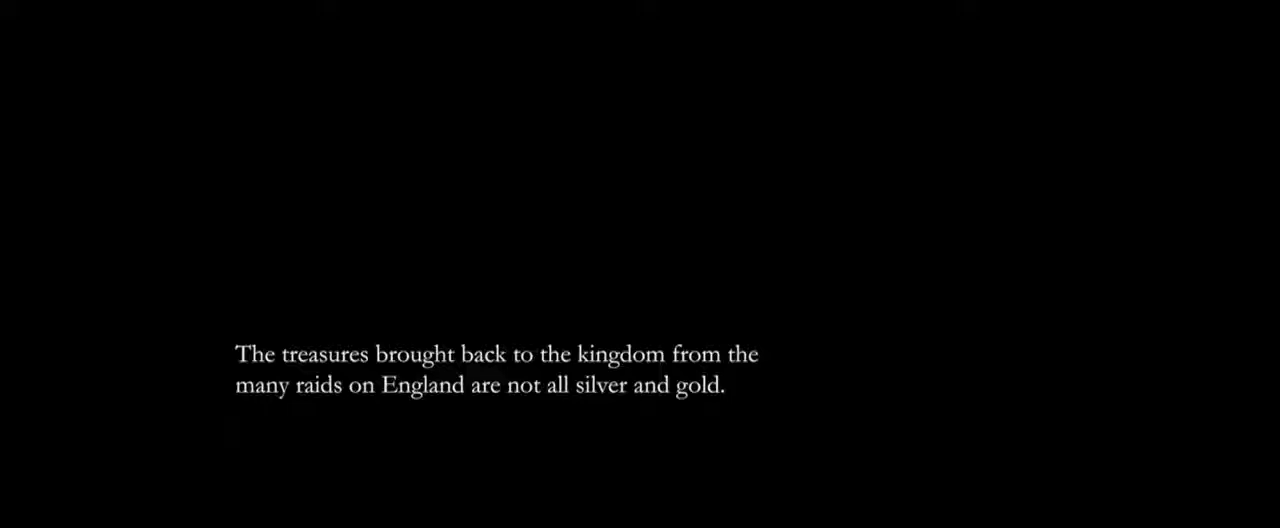 The treasures brought back to the kingdom from the
many raids on England are not all silver and gold.